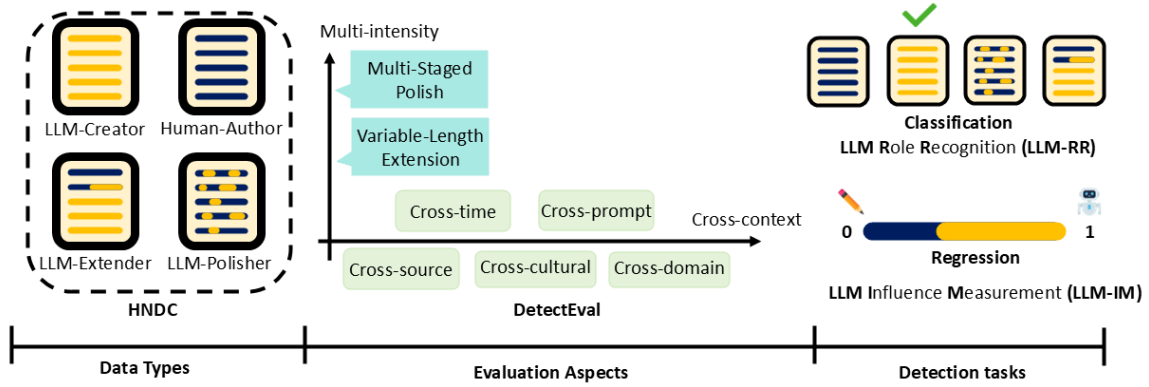 LLM-Creator
Human-Author
LLM-Extender
LLM-Polisher
HNDC
Data Types
Multi-intensity
Multi-Staged
Polish
Variable-Length
Extension
Cross-time
Cross-prompt
Cross-context
Cross-source
Cross-cultural
Cross-domain
DetectEval
Evaluation Aspects
Classification
LLM Role Recognition (LLM-RR)
0
1
Regression
LLM Influence Measurement (LLM-IM)
Detection tasks